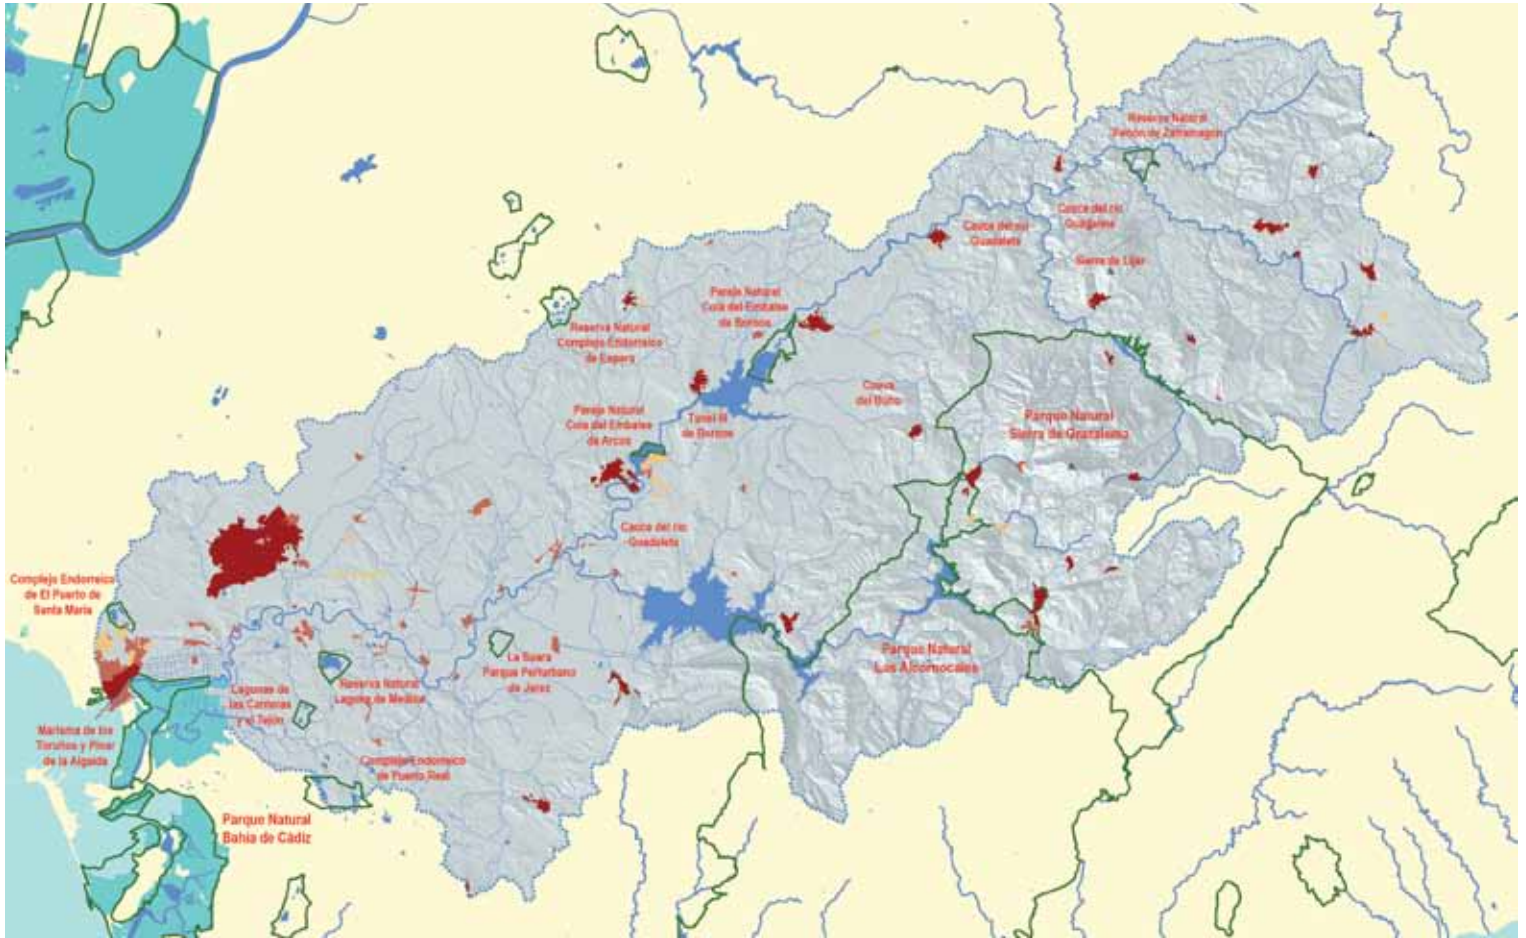 Reserva Natural
Peñón de Zaframagón
Cauce del río
Guadalete
Sierra de Líjar
Cauce del río
Paraje Natural
Cola del Embalse
de Bornos
Reserva Natural
Complejo Endorreico
de Espera
Paraje Natural
Cola del Embalse
de Arcos
Tunel III
de Bornos
Cueva
del Búho
Parque Natural
Sierra de Grazalema
Cauce del río
Guadalete
Complejo Endorreico
de El Puerto de
Santa María
La Suara
Parque Periurbano
de Jerez
Parque Natural
Los Alcornocales
Reserva Natural
Laguna de Medina
Lagunas de
las Canteras
y el Tejón
Marisma de los
Toruños y Pinar
de la Algaida
Complejo Endorreico
de Puerto Real
Parque Natural
Bahía de Cádiz